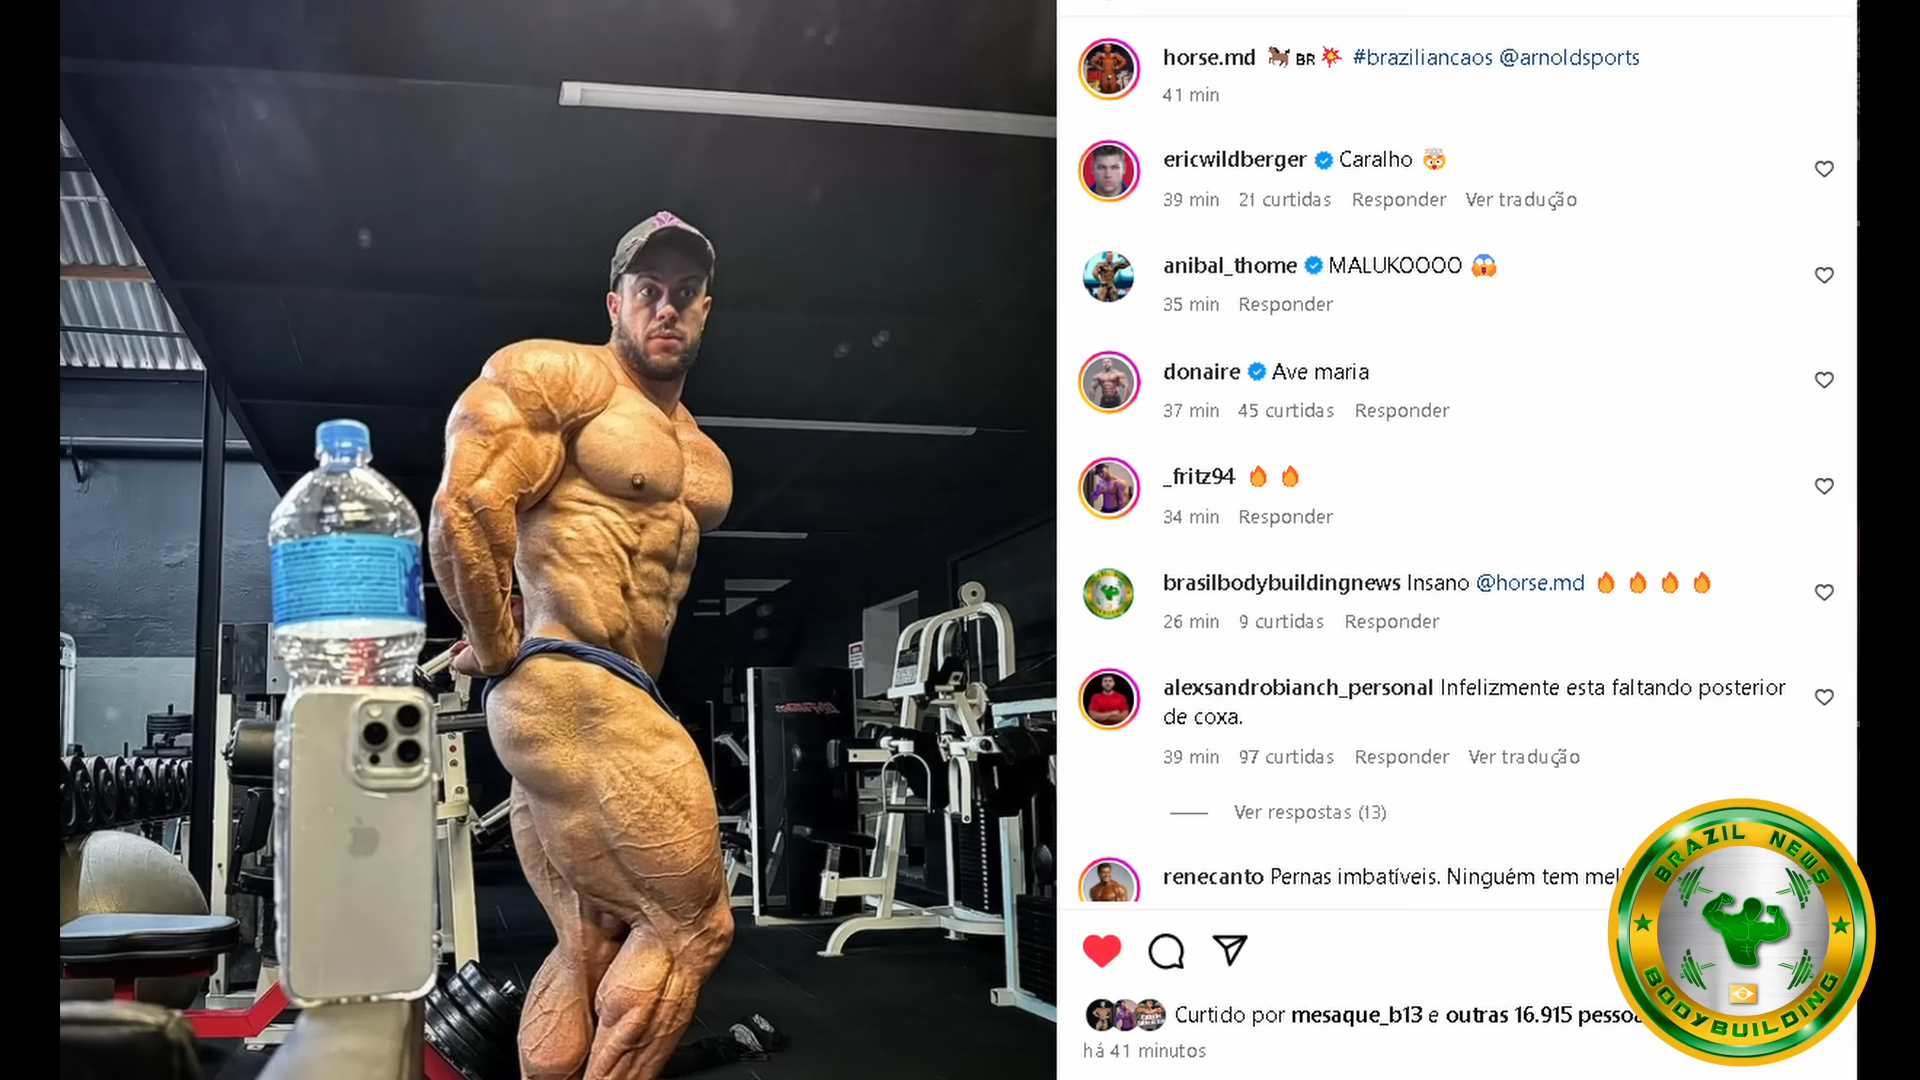 horse.md 🐎 BR 💥 #braziliancaos @arnoldsports
41 min
ericwildberger Caralho 🤯
39 min 21 curtidas Responder Ver tradução
anibal_thome MALUKOOOO 😱
35 min Responder
donaire Ave maria
37 min 45 curtidas Responder
_fritz94 🔥 🔥
34 min Responder
brasilbodybuildingnews Insano @horse.md 🔥 🔥 🔥 🔥
26 min 9 curtidas Responder
alexsandrobianch_personal Infelizmente esta faltando posterior
de coxa.
39 min 97 curtidas Responder Ver tradução
Ver respostas (13)
renecanto Pernas imbatíveis. Ninguém tem
Curtido por mesaque_b13 e outras 16.915
há 41 minutos
BRAZIL NEWS
BODYBUILDING